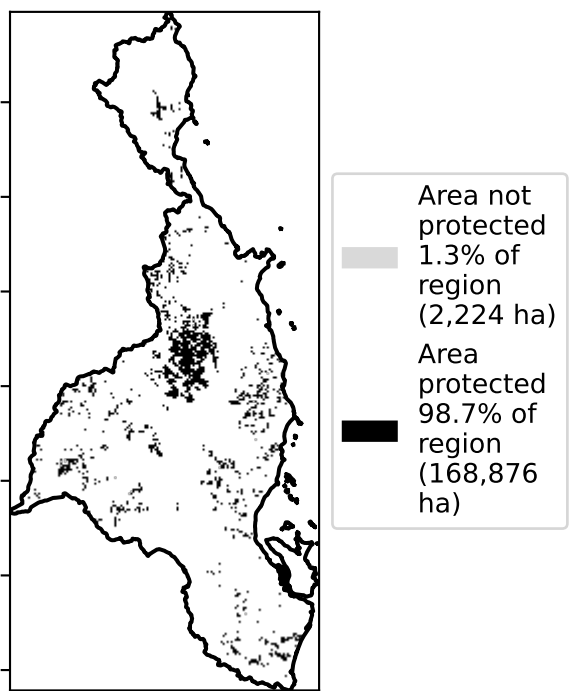 Area not
protected
1.3% of
region
(2,224 ha)
Area
protected
98.7% of
region
(168,876
ha)